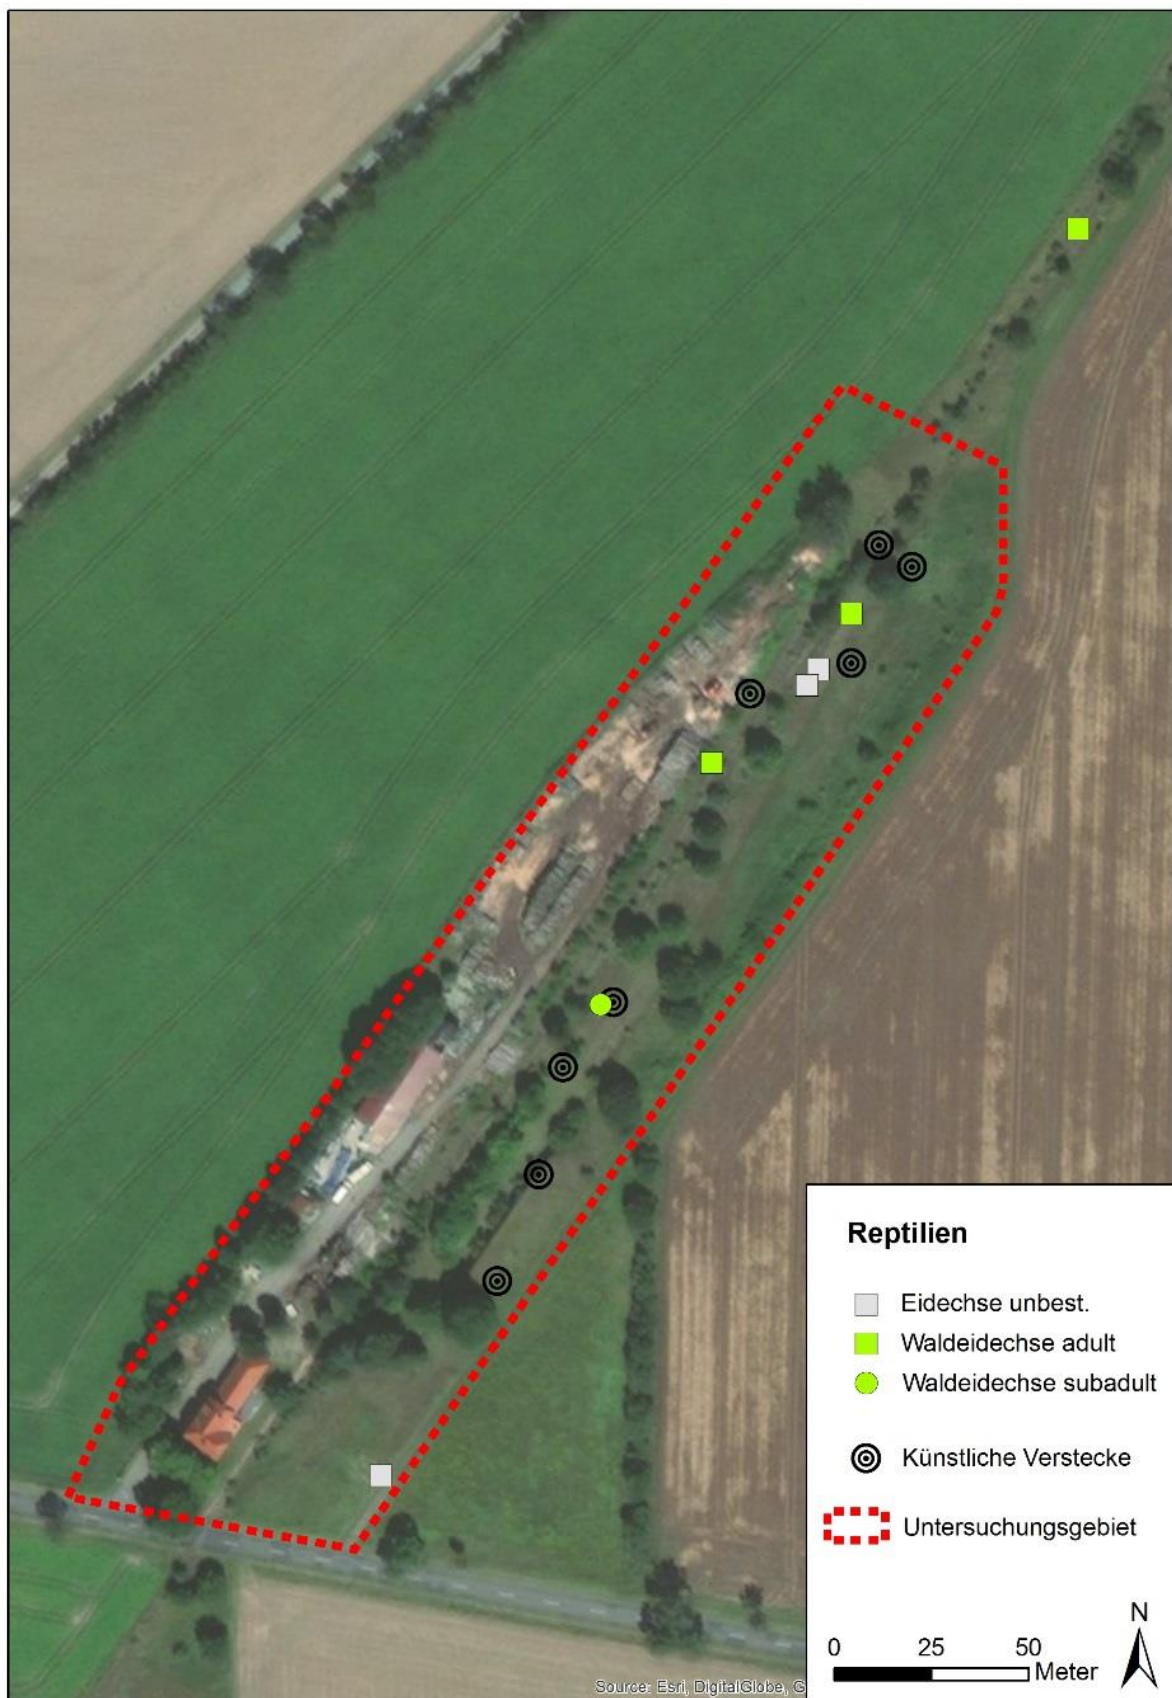 Reptilien
Eidechse unbest.
Waldeidechse adult
Waldeidechse subadult
Künstliche Verstecke
Untersuchungsgebiet
N
0 25 50
Meter
Source: Esri, DigitalGlobe, G